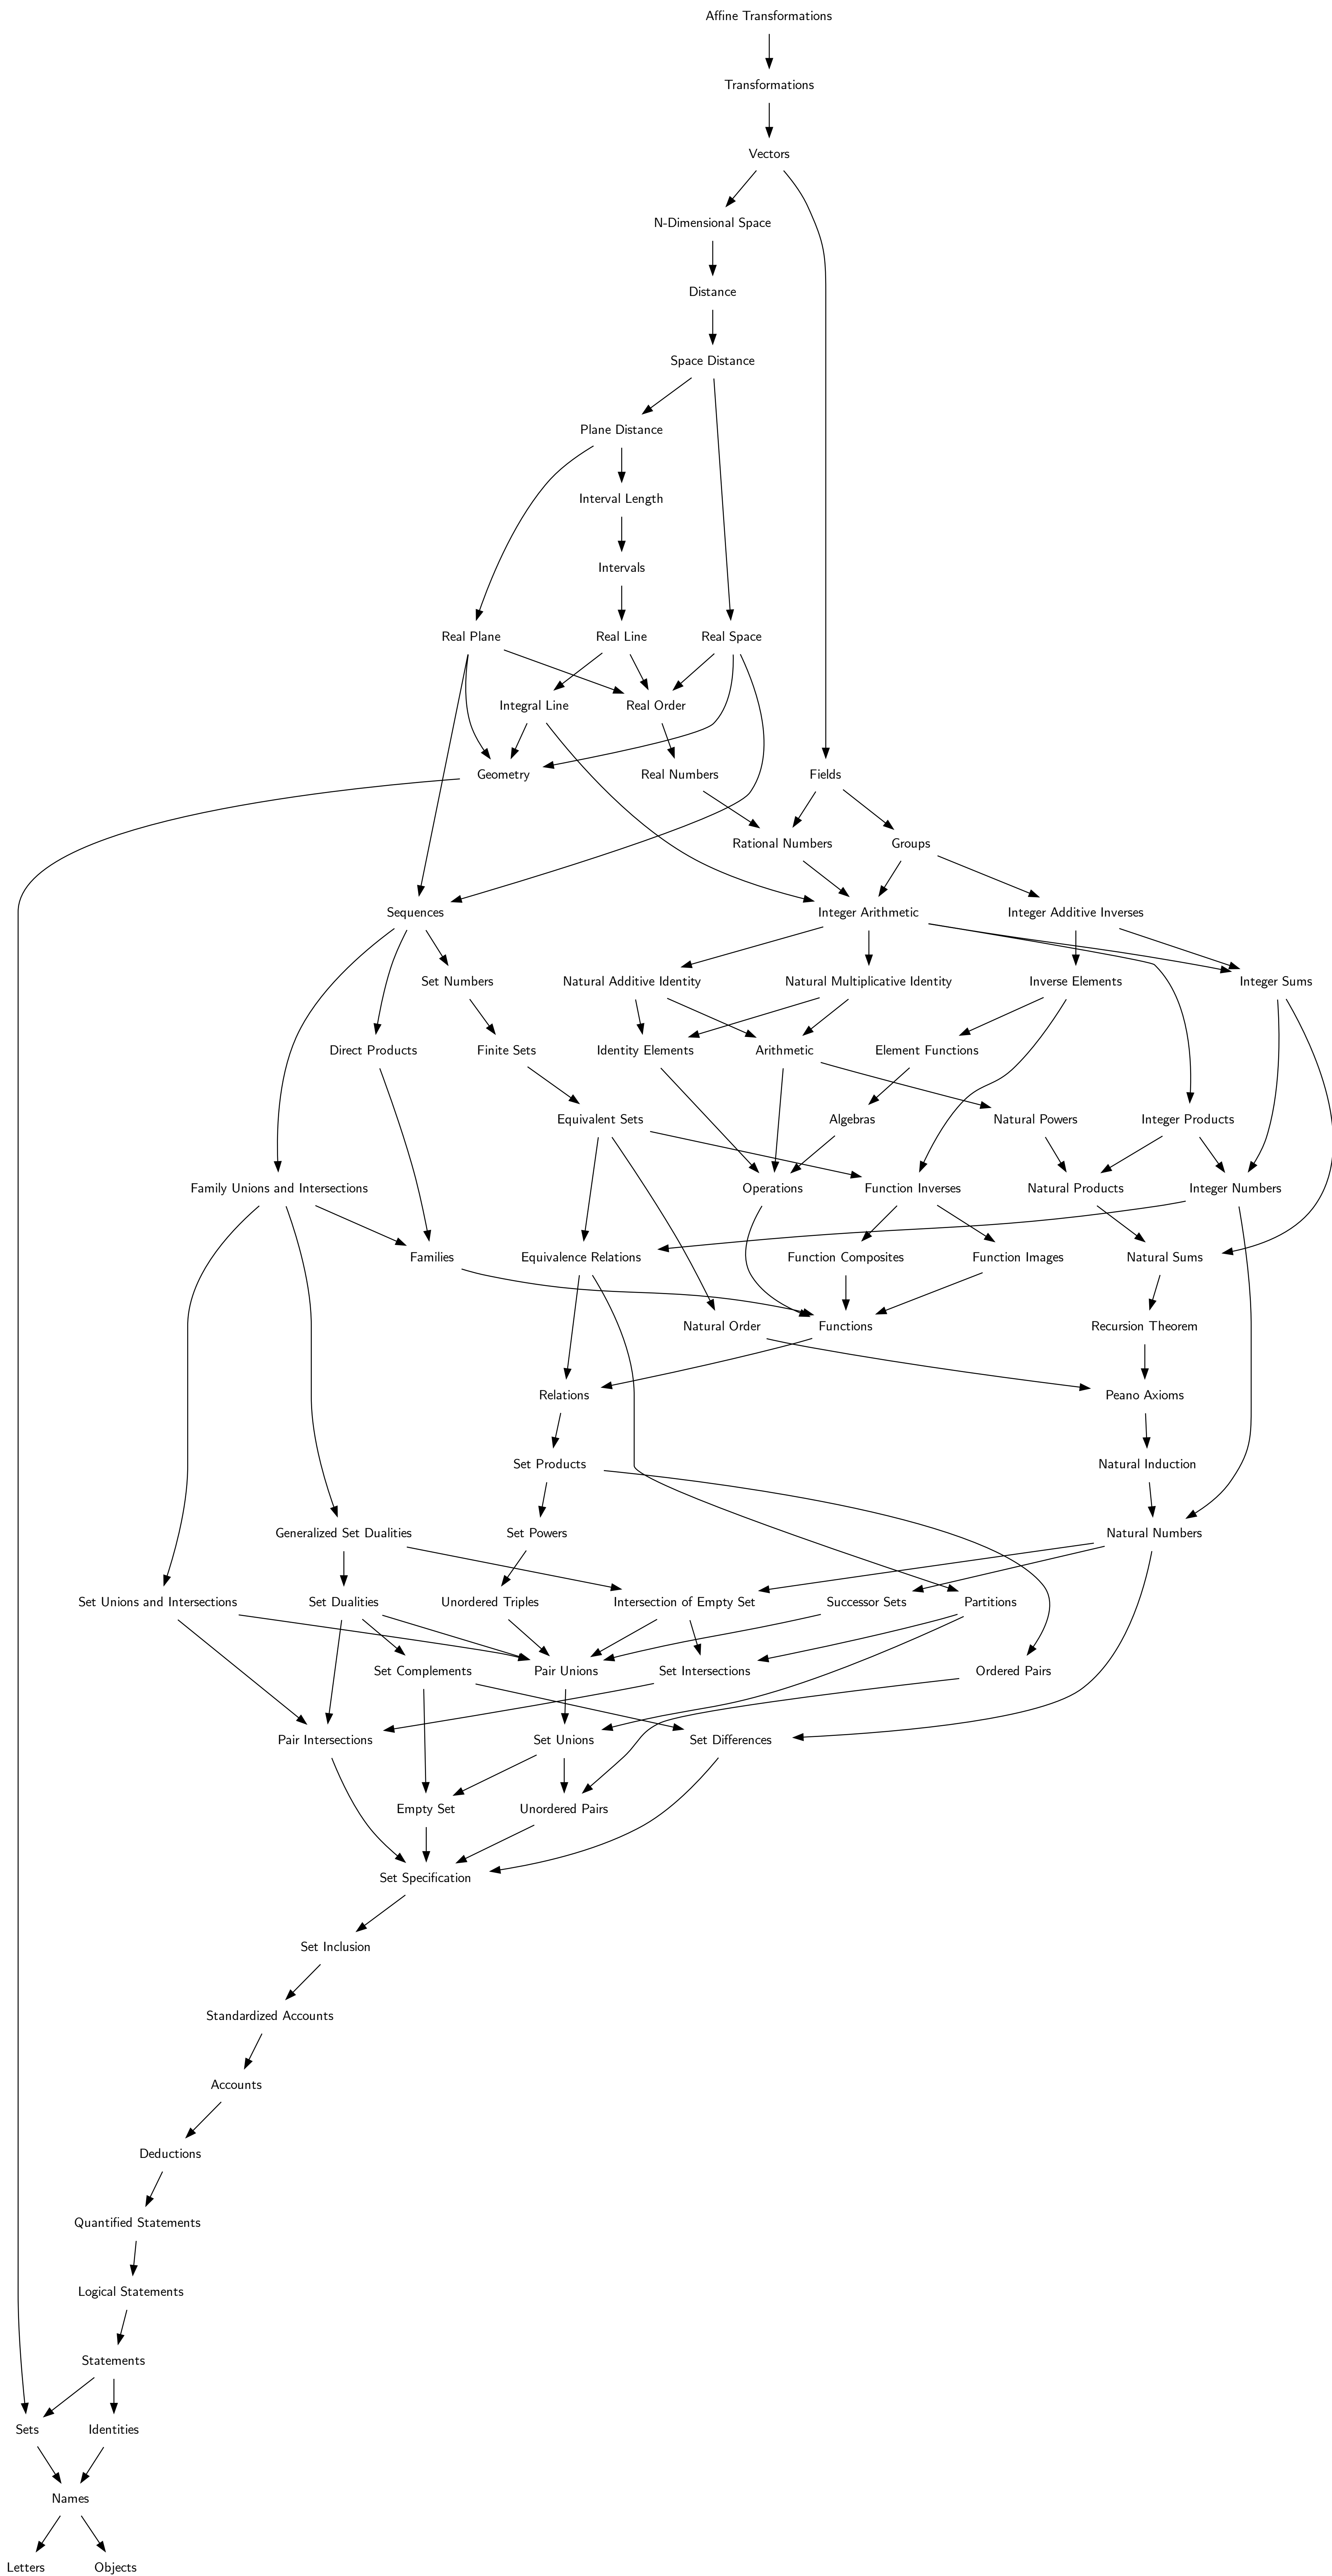 Affine Transformations
Transformations
Vectors
N-Dimensional Space
Distance
Space Distance
Plane Distance
Interval Length
Intervals
Real Plane
Real Line
Real Space
Integral Line
Real Order
Geometry
Real Numbers
Fields
Rational Numbers
Groups
Sequences
Integer Arithmetic
Integer Additive Inverses
Set Numbers
Natural Additive Identity
Natural Multiplicative Identity
Inverse Elements
Integer Sums
Direct Products
Finite Sets
Identity Elements
Arithmetic
Element Functions
Equivalent Sets
Algebras
Natural Powers
Integer Products
Family Unions and Intersections
Operations
Function Inverses
Natural Products
Integer Numbers
Families
Equivalence Relations
Function Composites
Function Images
Natural Sums
Natural Order
Functions
Recursion Theorem
Relations
Peano Axioms
Set Products
Natural Induction
Generalized Set Dualities
Set Powers
Natural Numbers
Set Unions and Intersections
Set Dualities
Unordered Triples
Intersection of Empty Set
Successor Sets
Partitions
Set Complements
Pair Unions
Set Intersections
Ordered Pairs
Pair Intersections
Set Unions
Set Differences
Empty Set
Unordered Pairs
Set Specification
Set Inclusion
Standardized Accounts
Accounts
Deductions
Quantified Statements
Logical Statements
Statements
Sets
Identities
Names
Letters
Objects